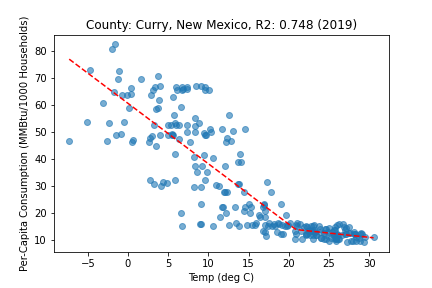 County: Curry, New Mexico, R2: 0.748 (2019)
Per-Capita Consumption (MMBtu/1000 Households)
80
70
60
50
40
30
20
10
−5 0 5 10 15 20 25 30
Temp (deg C)